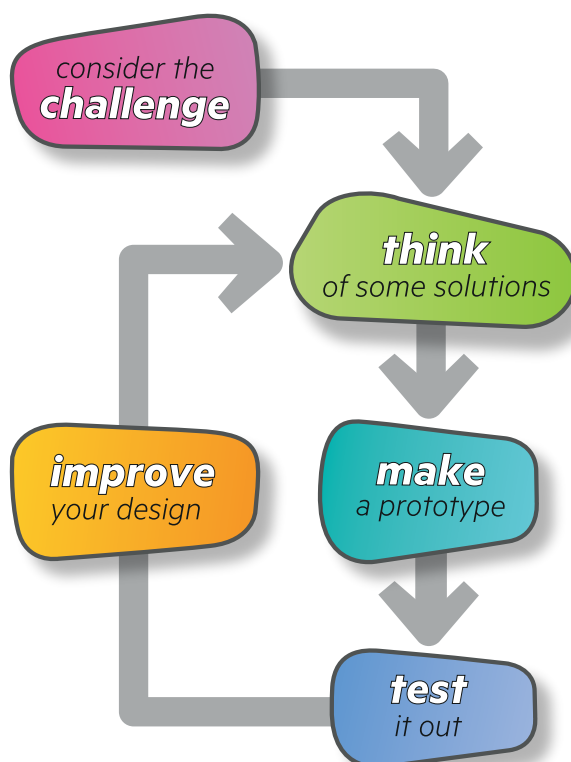 consider the
challenge
think
of some solutions
make
a prototype
test
it out
improve
your design